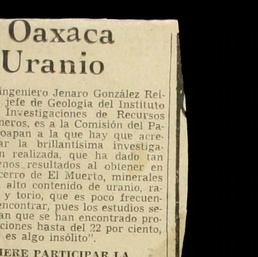 Oaxaca
Uranio
ingeniero Jenaro González Rei-
jefe de Geología del Instituto
Investigaciones de Recursos
neros, es a la Comisión del Pa-
oapan a la que hay que acre-
ar la brillantísima investiga-
n realizada, que ha dado tan
enos resultados al obtener en
cerro de El Muerto, minerales
alto contenido de uranio, ra-
y torio, que es poco frecuen-
encontrar, pues los estudios se-
an que se han encontrado pro-
ciones hasta del 22 por ciento,
es algo insólito".
IERE PARTICIPAR LA